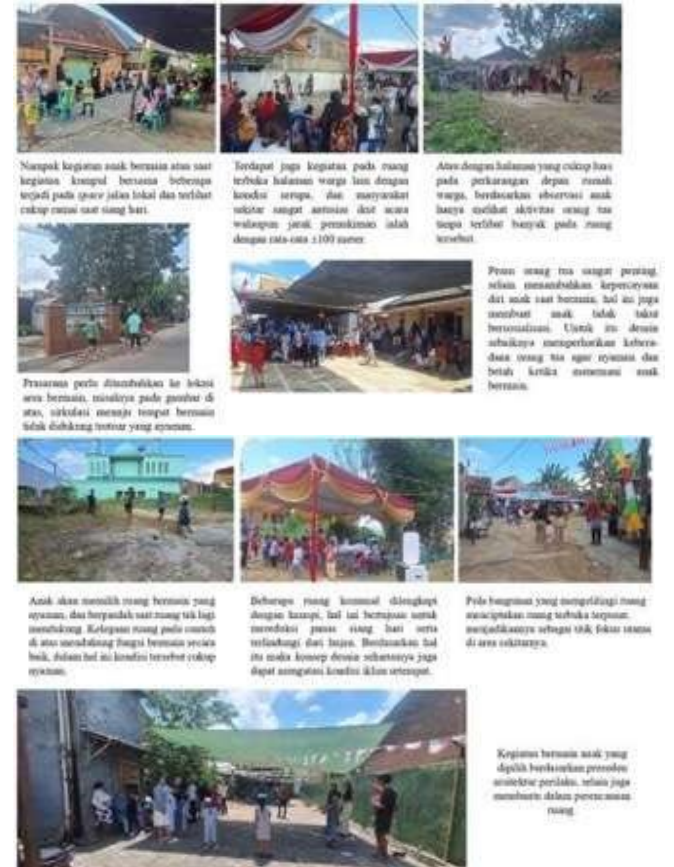 Nampak kegiatan anak bermain atau saat
kegiatan kumpul bersama beberapa
terjadi pada space jalan lokal dan terlihat
cukup ramai saat siang hari.
Terdapat juga kegiatan pada ruang
terbuka halaman warga lain dengan
kondisi serupa, dan masyarakat
sekitar sangat antusias ikut acara
walaupun jarak pemukiman ialah
dengan rata-rata ±100 meter.
Atau dengan halaman yang cukup luas
pada perkarangan depan rumah
warga, berdasarkan observasi anak
hanya melihat aktivitas orang tua
tanpa terlibat banyak pada ruang
tersebut.
Peran orang tua sangat penting,
selain menambahkan kepercayaan
diri anak saat bermain, hal ini juga
membuat anak tidak takut
bersosialisasi. Untuk itu desain
sebaiknya memperhatikan kebera-
daan orang tua agar nyaman dan
betah ketika menemani anak
bermain.
Prasarana perlu ditambahkan ke lokasi
area bermain, misalnya pada gambar di
atas, sirkulasi menuju tempat bermain
tidak didukung trotoar yang nyaman.
Anak akan memilih ruang bermain yang
nyaman, dan berpindah saat ruang tak lagi
mendukung. Kelapangan ruang pada contoh
di atas mendukung fungsi bermain secara
baik, dalam hal ini kondisi tersebut cukup
nyaman.
Beberapa ruang komunal dilengkapi
dengan kanopi, hal ini bertujuan untuk
mereduksi panas siang hari serta
terlindungi dari hujan. Berdasarkan hal
itu maka konsep desain seharusnya juga
dapat mengatasi kondisi iklim setempat.
Pola bangunan yang mengelilingi ruang
menciptakan ruang terbuka terpusat,
menjadikannya sebagai titik fokus utama
di area sekitarnya.
Kegiatan bermain anak yang
dipilih berdasarkan preseden
arsitektur perilaku, selain juga
membantu dalam perencanaan
ruang